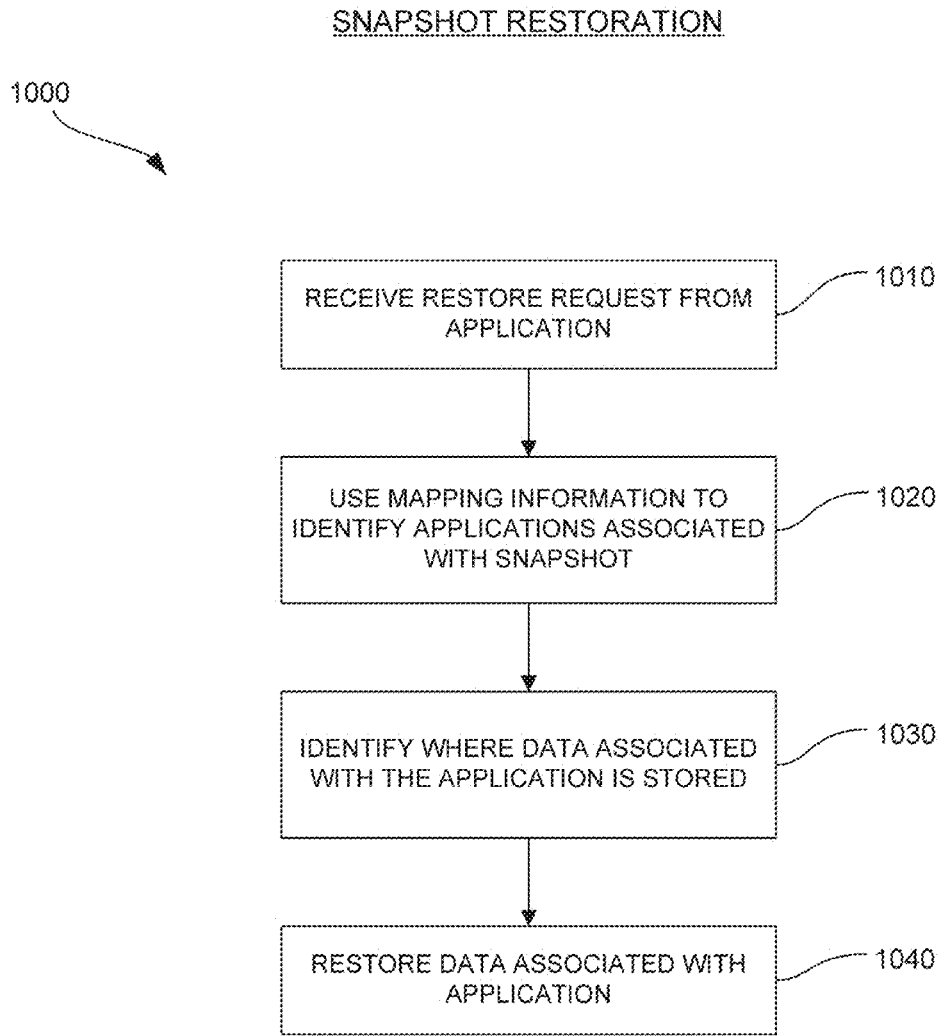 SNAPSHOT RESTORATION
1000
RECEIVE RESTORE REQUEST FROM
APPLICATION
1010
USE MAPPING INFORMATION TO
IDENTIFY APPLICATIONS ASSOCIATED
WITH SNAPSHOT
1020
IDENTIFY WHERE DATA ASSOCIATED
WITH THE APPLICATION IS STORED
1030
RESTORE DATA ASSOCIATED WITH
APPLICATION
1040